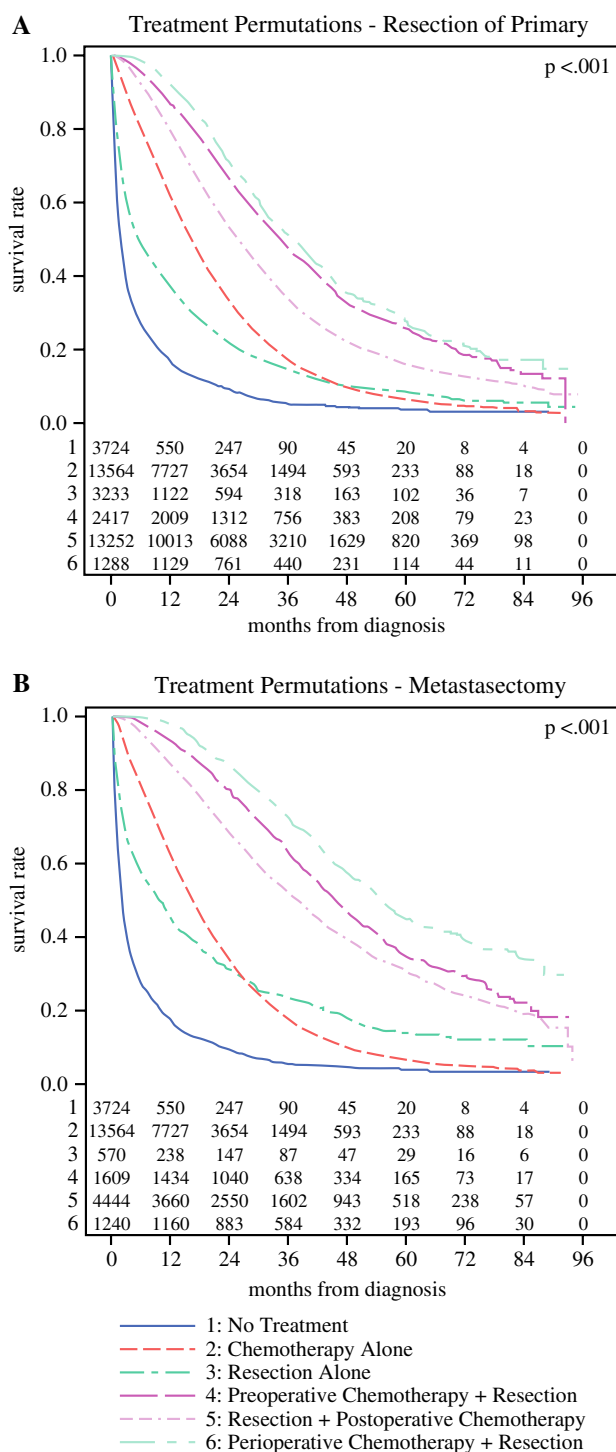 A Treatment Permutations - Resection of Primary
p <.001
1.0
0.8
0.6
0.4
0.2
0.0
survival rate
1 3724 550 247 90 45 20 8 4 0
2 13564 7727 3654 1494 593 233 88 18 0
3 3233 1122 594 318 163 102 36 7 0
4 2417 2009 1312 756 383 208 79 23 0
5 13252 10013 6088 3210 1629 820 369 98 0
6 1288 1129 761 440 231 114 44 11 0
0 12 24 36 48 60 72 84 96
months from diagnosis
B Treatment Permutations - Metastasectomy
p <.001
1.0
0.8
0.6
0.4
0.2
0.0
survival rate
1 3724 550 247 90 45 20 8 4 0
2 13564 7727 3654 1494 593 233 88 18 0
3 570 238 147 87 47 29 16 6 0
4 1609 1434 1040 638 334 165 73 17 0
5 4444 3660 2550 1602 943 518 238 57 0
6 1240 1160 883 584 332 193 96 30 0
0 12 24 36 48 60 72 84 96
months from diagnosis
1: No Treatment
2: Chemotherapy Alone
3: Resection Alone
4: Preoperative Chemotherapy + Resection
5: Resection + Postoperative Chemotherapy
6: Perioperative Chemotherapy + Resection